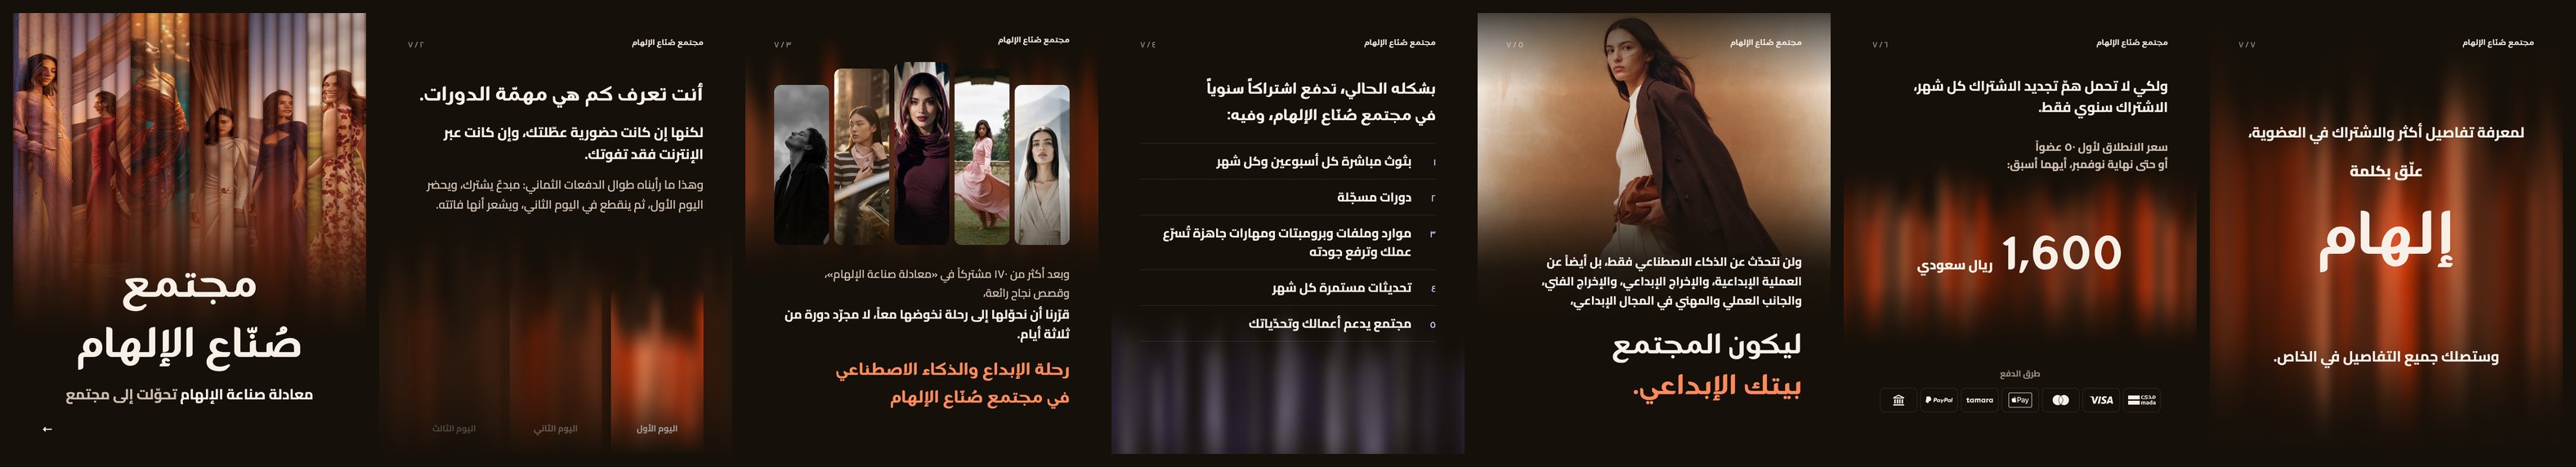 مجتمع
صُنّاع الإلهام
معادلة صناعة الإلهام تحوّلت إلى مجتمع
مجتمع صُنّاع الإلهام
٧ / ٢
أنت تعرف كم هي مهمّة الدورات.
لكنها إن كانت حضورية عطّلتك، وإن كانت عبر
الإنترنت فقد تفوتك.
وهذا ما رأيناه طوال الدفعات الثماني: مبدعٌ يشترك، ويحضر
اليوم الأول، ثم ينقطع في اليوم الثاني، ويشعر أنها فاتته.
اليوم الأول
اليوم الثاني
اليوم الثالث
مجتمع صُنّاع الإلهام
٧ / ٣
وبعد أكثر من ١٧٠ مشتركاً في «معادلة صناعة الإلهام»،
وقصص نجاح رائعة،
قرّرنا أن نحوّلها إلى رحلة نخوضها معاً، لا مجرّد دورة من
ثلاثة أيام.
رحلة الإبداع والذكاء الاصطناعي
في مجتمع صُنّاع الإلهام
مجتمع صُنّاع الإلهام
٧ / ٤
بشكله الحالي، تدفع اشتراكاً سنوياً
في مجتمع صُنّاع الإلهام، وفيه:
١ بثوث مباشرة كل أسبوعين وكل شهر
٢ دورات مسجّلة
٣ موارد وملفات وبرومبتات ومهارات جاهزة تُسرّع
عملك وترفع جودته
٤ تحديثات مستمرة كل شهر
٥ مجتمع يدعم أعمالك وتحدّياتك
مجتمع صُنّاع الإلهام
٧ / ٥
ولن نتحدّث عن الذكاء الاصطناعي فقط، بل أيضاً عن
العملية الإبداعية، والإخراج الإبداعي، والإخراج الفني،
والجانب العملي والمهني في المجال الإبداعي،
ليكون المجتمع
بيتك الإبداعي.
مجتمع صُنّاع الإلهام
٧ / ٦
ولكي لا تحمل همّ تجديد الاشتراك كل شهر،
الاشتراك سنوي فقط.
سعر الانطلاق لأول ٥٠ عضواً
أو حتى نهاية نوفمبر، أيهما أسبق:
1,600 ريال سعودي
طرق الدفع
PayPal
tamara
Pay
VISA
مدى mada
مجتمع صُنّاع الإلهام
٧ / ٧
لمعرفة تفاصيل أكثر والاشتراك في العضوية،
علّق بكلمة
إلهام
وستصلك جميع التفاصيل في الخاص.